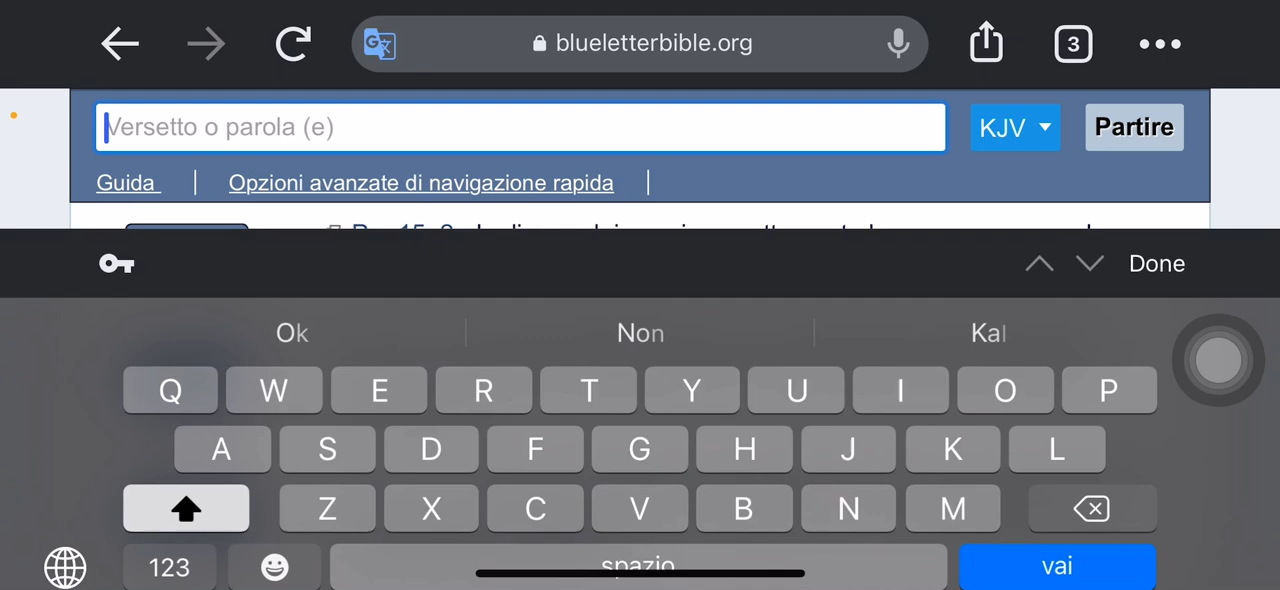 blueletterbible.org 3
Versetto o parola (e) KJV Partire
Guida | Opzioni avanzate di navigazione rapida |
Done
Ok Non Kal
Q W E R T Y U I O P
A S D F G H J K L
Z X C V B N M
123 spazio vai